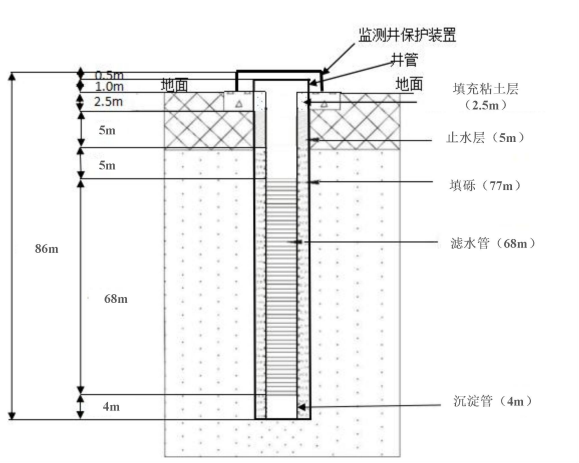 监测井保护装置
井管
0.5m
1.0m
地面
地面
2.5m
填充粘土层
（2.5m）
5m
止水层（5m）
5m
填砾（77m）
滤水管（68m）
86m
68m
4m
沉淀管（4m）